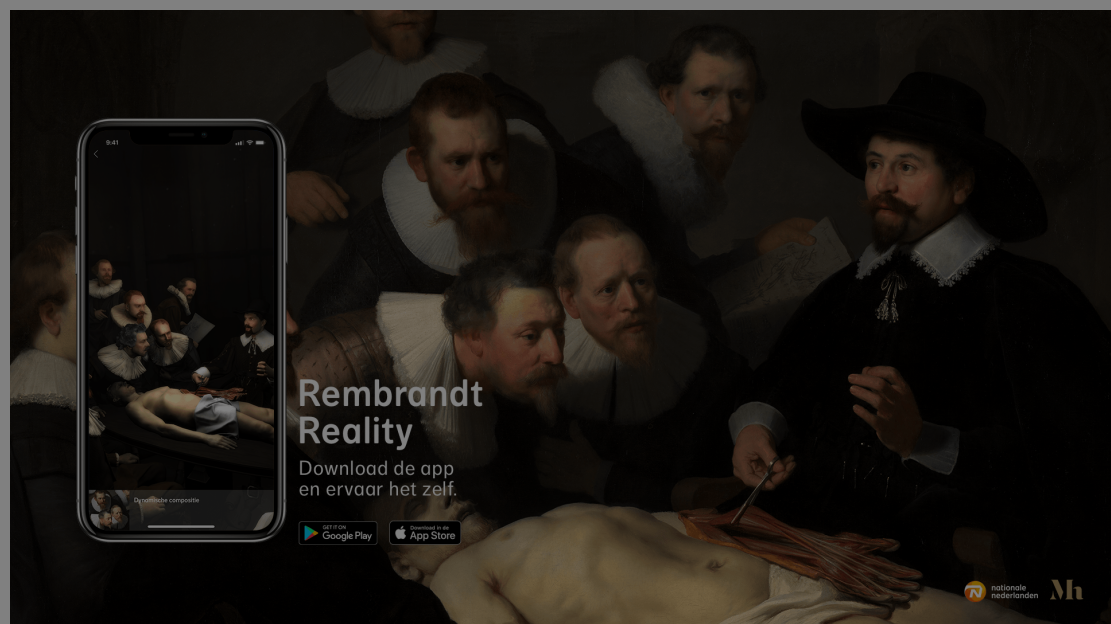 9:41
Dynamische compositie
Rembrandt
Reality
Download de app
en ervaar het zelf.
GET IT ON
Google Play
Download in de
App Store
nationale
nederlanden
Mh